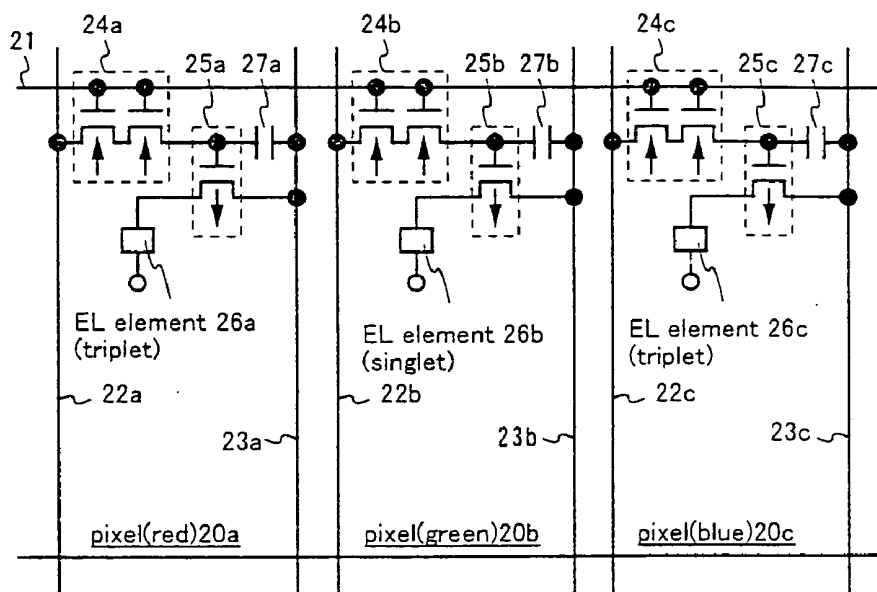 24a
24b
24c
21
25a 27a
25b 27b
25c 27c
EL element 26a
(triplet)
EL element 26b
(singlet)
EL element 26c
(triplet)
22a
22b
22c
23a
23b
23c
pixel(red)20a
pixel(green)20b
pixel(blue)20c